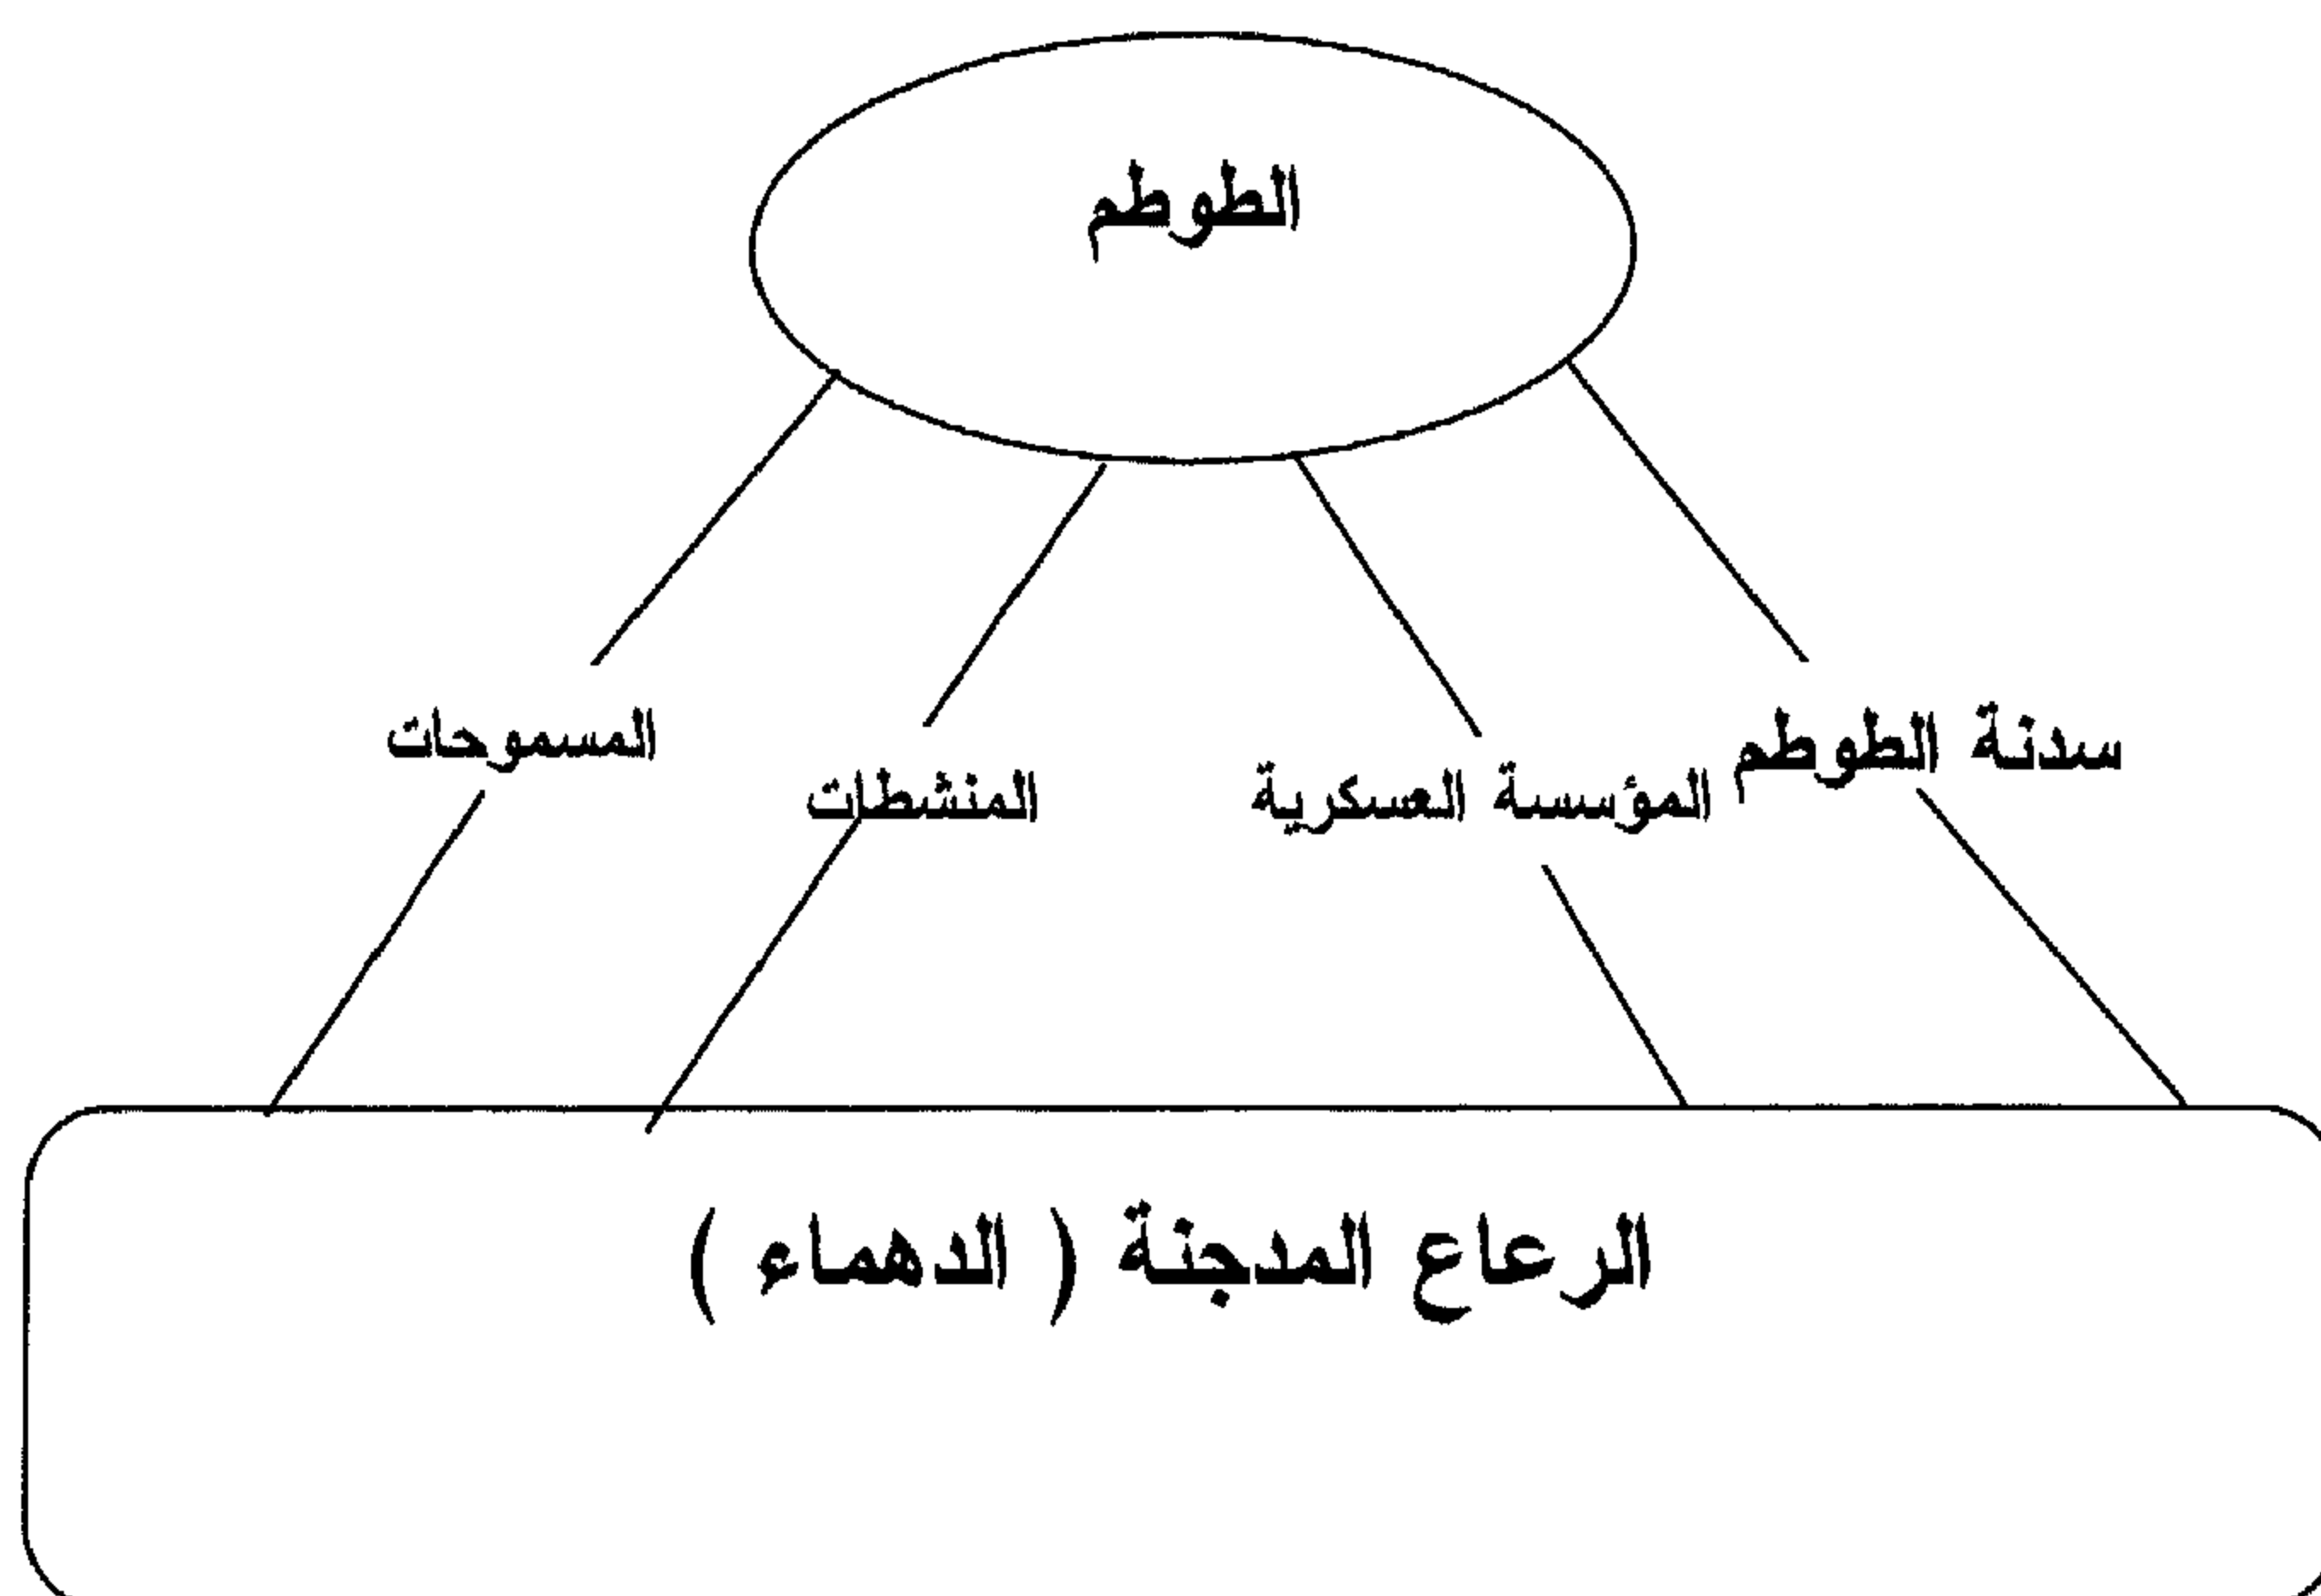 الطوطم
سدنة الطوطم
المؤسسة العسكرية
المنشطات
المسموحات
الرعاع المدجنة ( الدهماء )